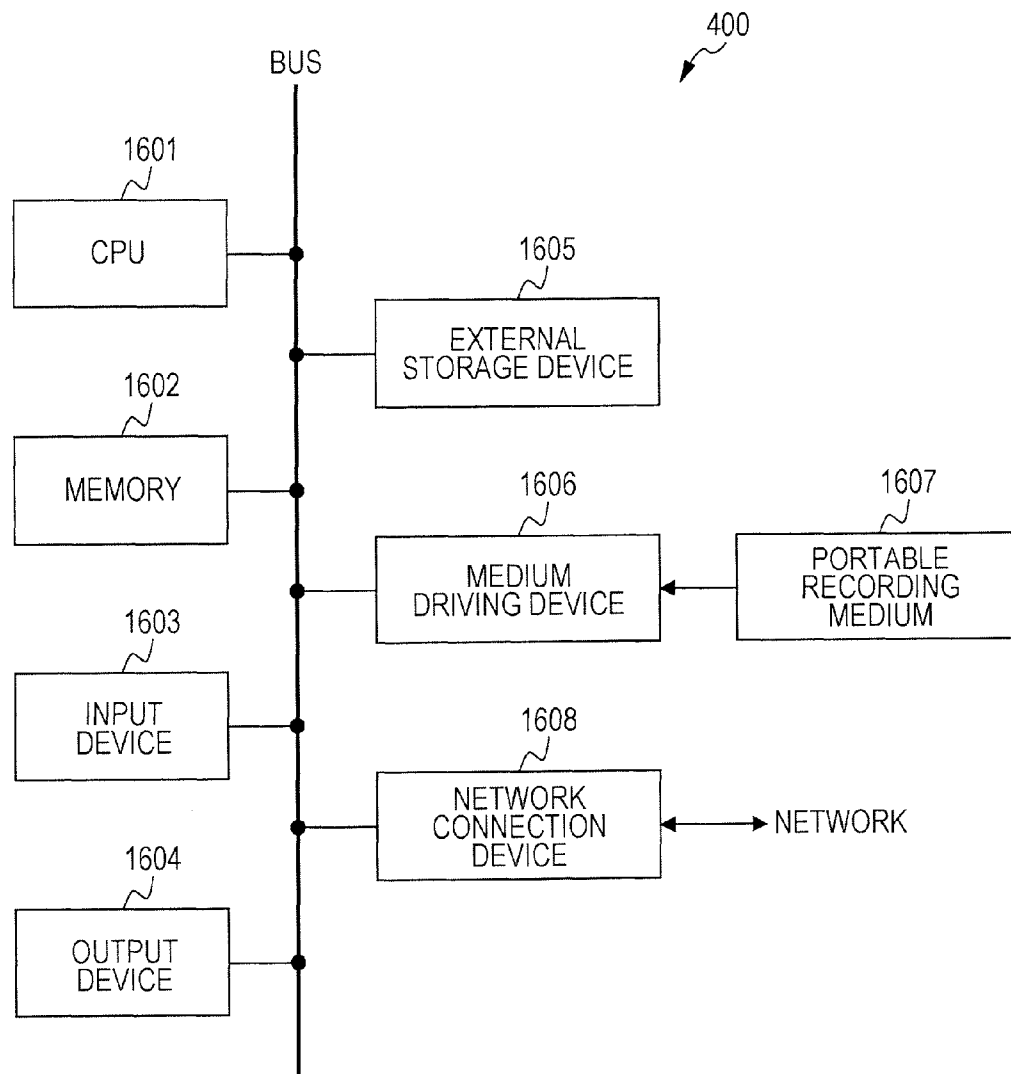 400
BUS
1601
CPU
1605
EXTERNAL
STORAGE DEVICE
1602
MEMORY
1606
MEDIUM
DRIVING DEVICE
1607
PORTABLE
RECORDING
MEDIUM
1603
INPUT
DEVICE
1608
NETWORK
CONNECTION
DEVICE
NETWORK
1604
OUTPUT
DEVICE